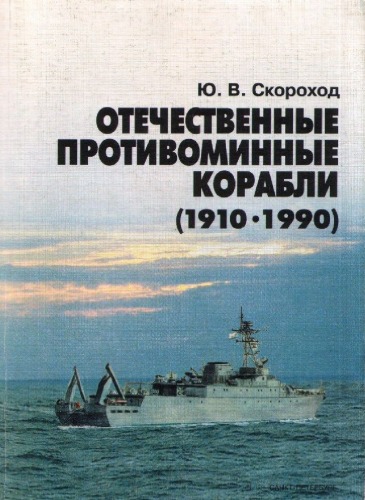 Ю. В. Скороход
ОТЕЧЕСТВЕННЫЕ
ПРОТИВОМИННЫЕ
КОРАБЛИ
(1910 • 1990)